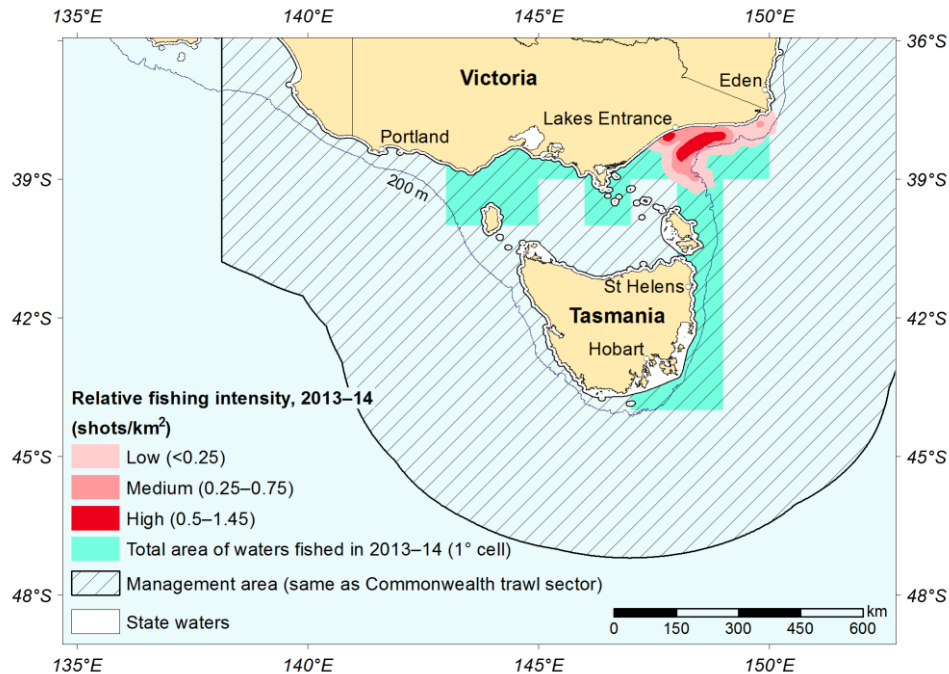 135°E 140°E 145°E 150°E
36°S 36°S
Victoria
Eden
Lakes Entrance
Portland
39°S 39°S
200 m
St Helens
42°S 42°S
Tasmania
Hobart
Relative fishing intensity, 2013–14
(shots/km²)
45°S 45°S
Low (<0.25)
Medium (0.25–0.75)
High (0.5–1.45)
Total area of waters fished in 2013–14 (1° cell)
Management area (same as Commonwealth trawl sector)
48°S 48°S
State waters
km
0 150 300 450 600
135°E 140°E 145°E 150°E